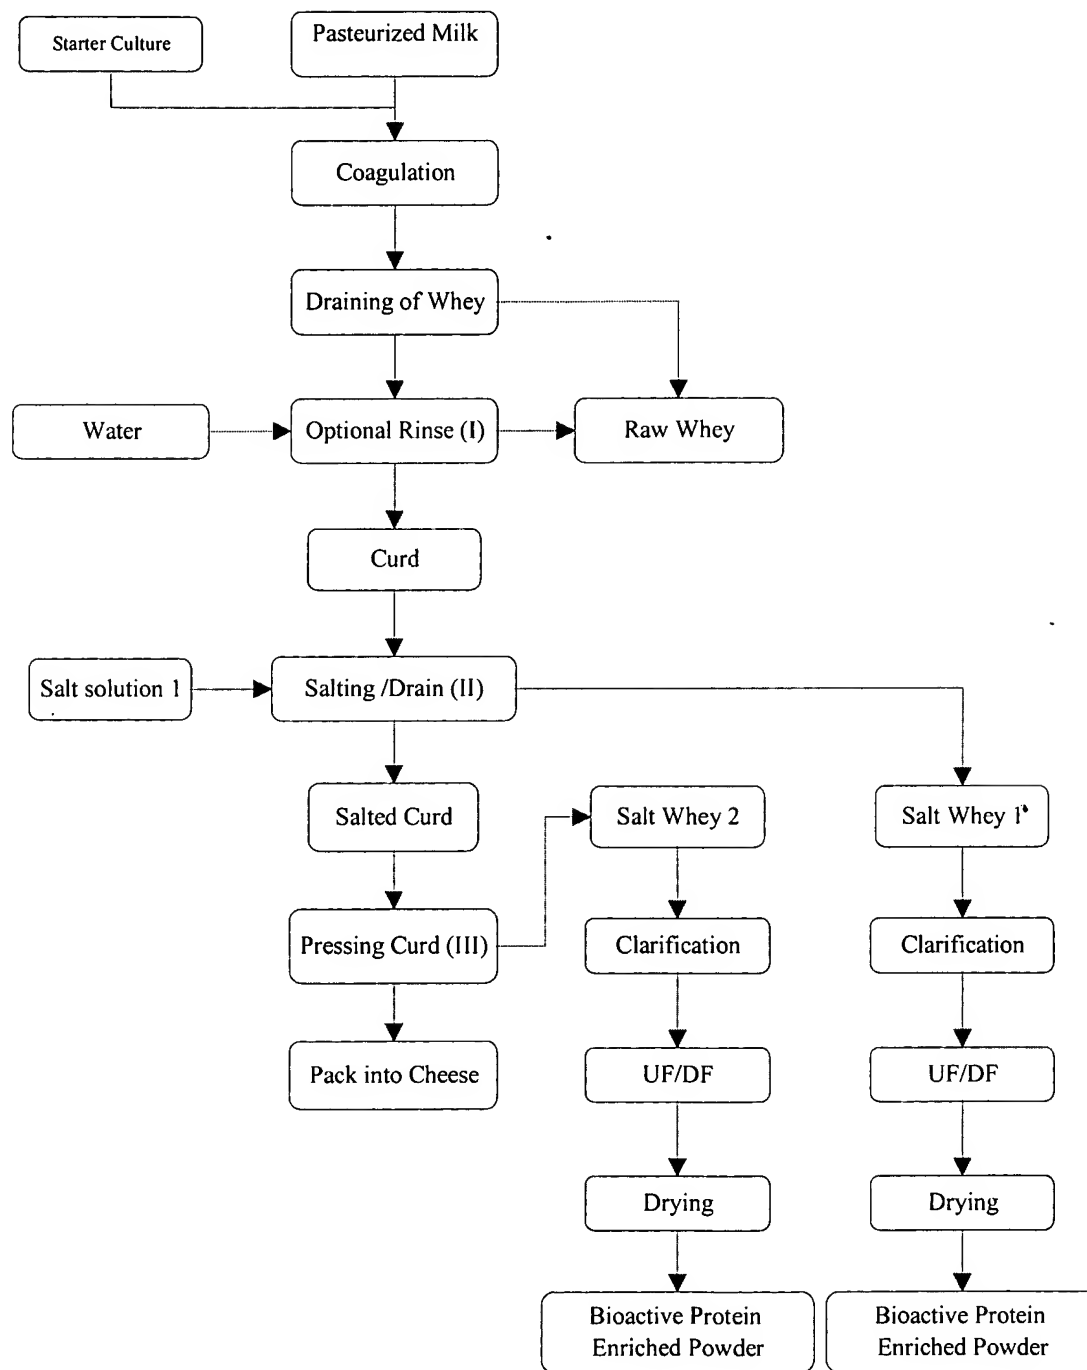 Starter Culture
Pasteurized Milk
Coagulation
Draining of Whey
Water
Optional Rinse (I)
Raw Whey
Curd
Salt solution 1
Salting /Drain (II)
Salted Curd
Salt Whey 2
Salt Whey 1
Pressing Curd (III)
Clarification
Clarification
Pack into Cheese
UF/DF
UF/DF
Drying
Drying
Bioactive Protein
Enriched Powder
Bioactive Protein
Enriched Powder